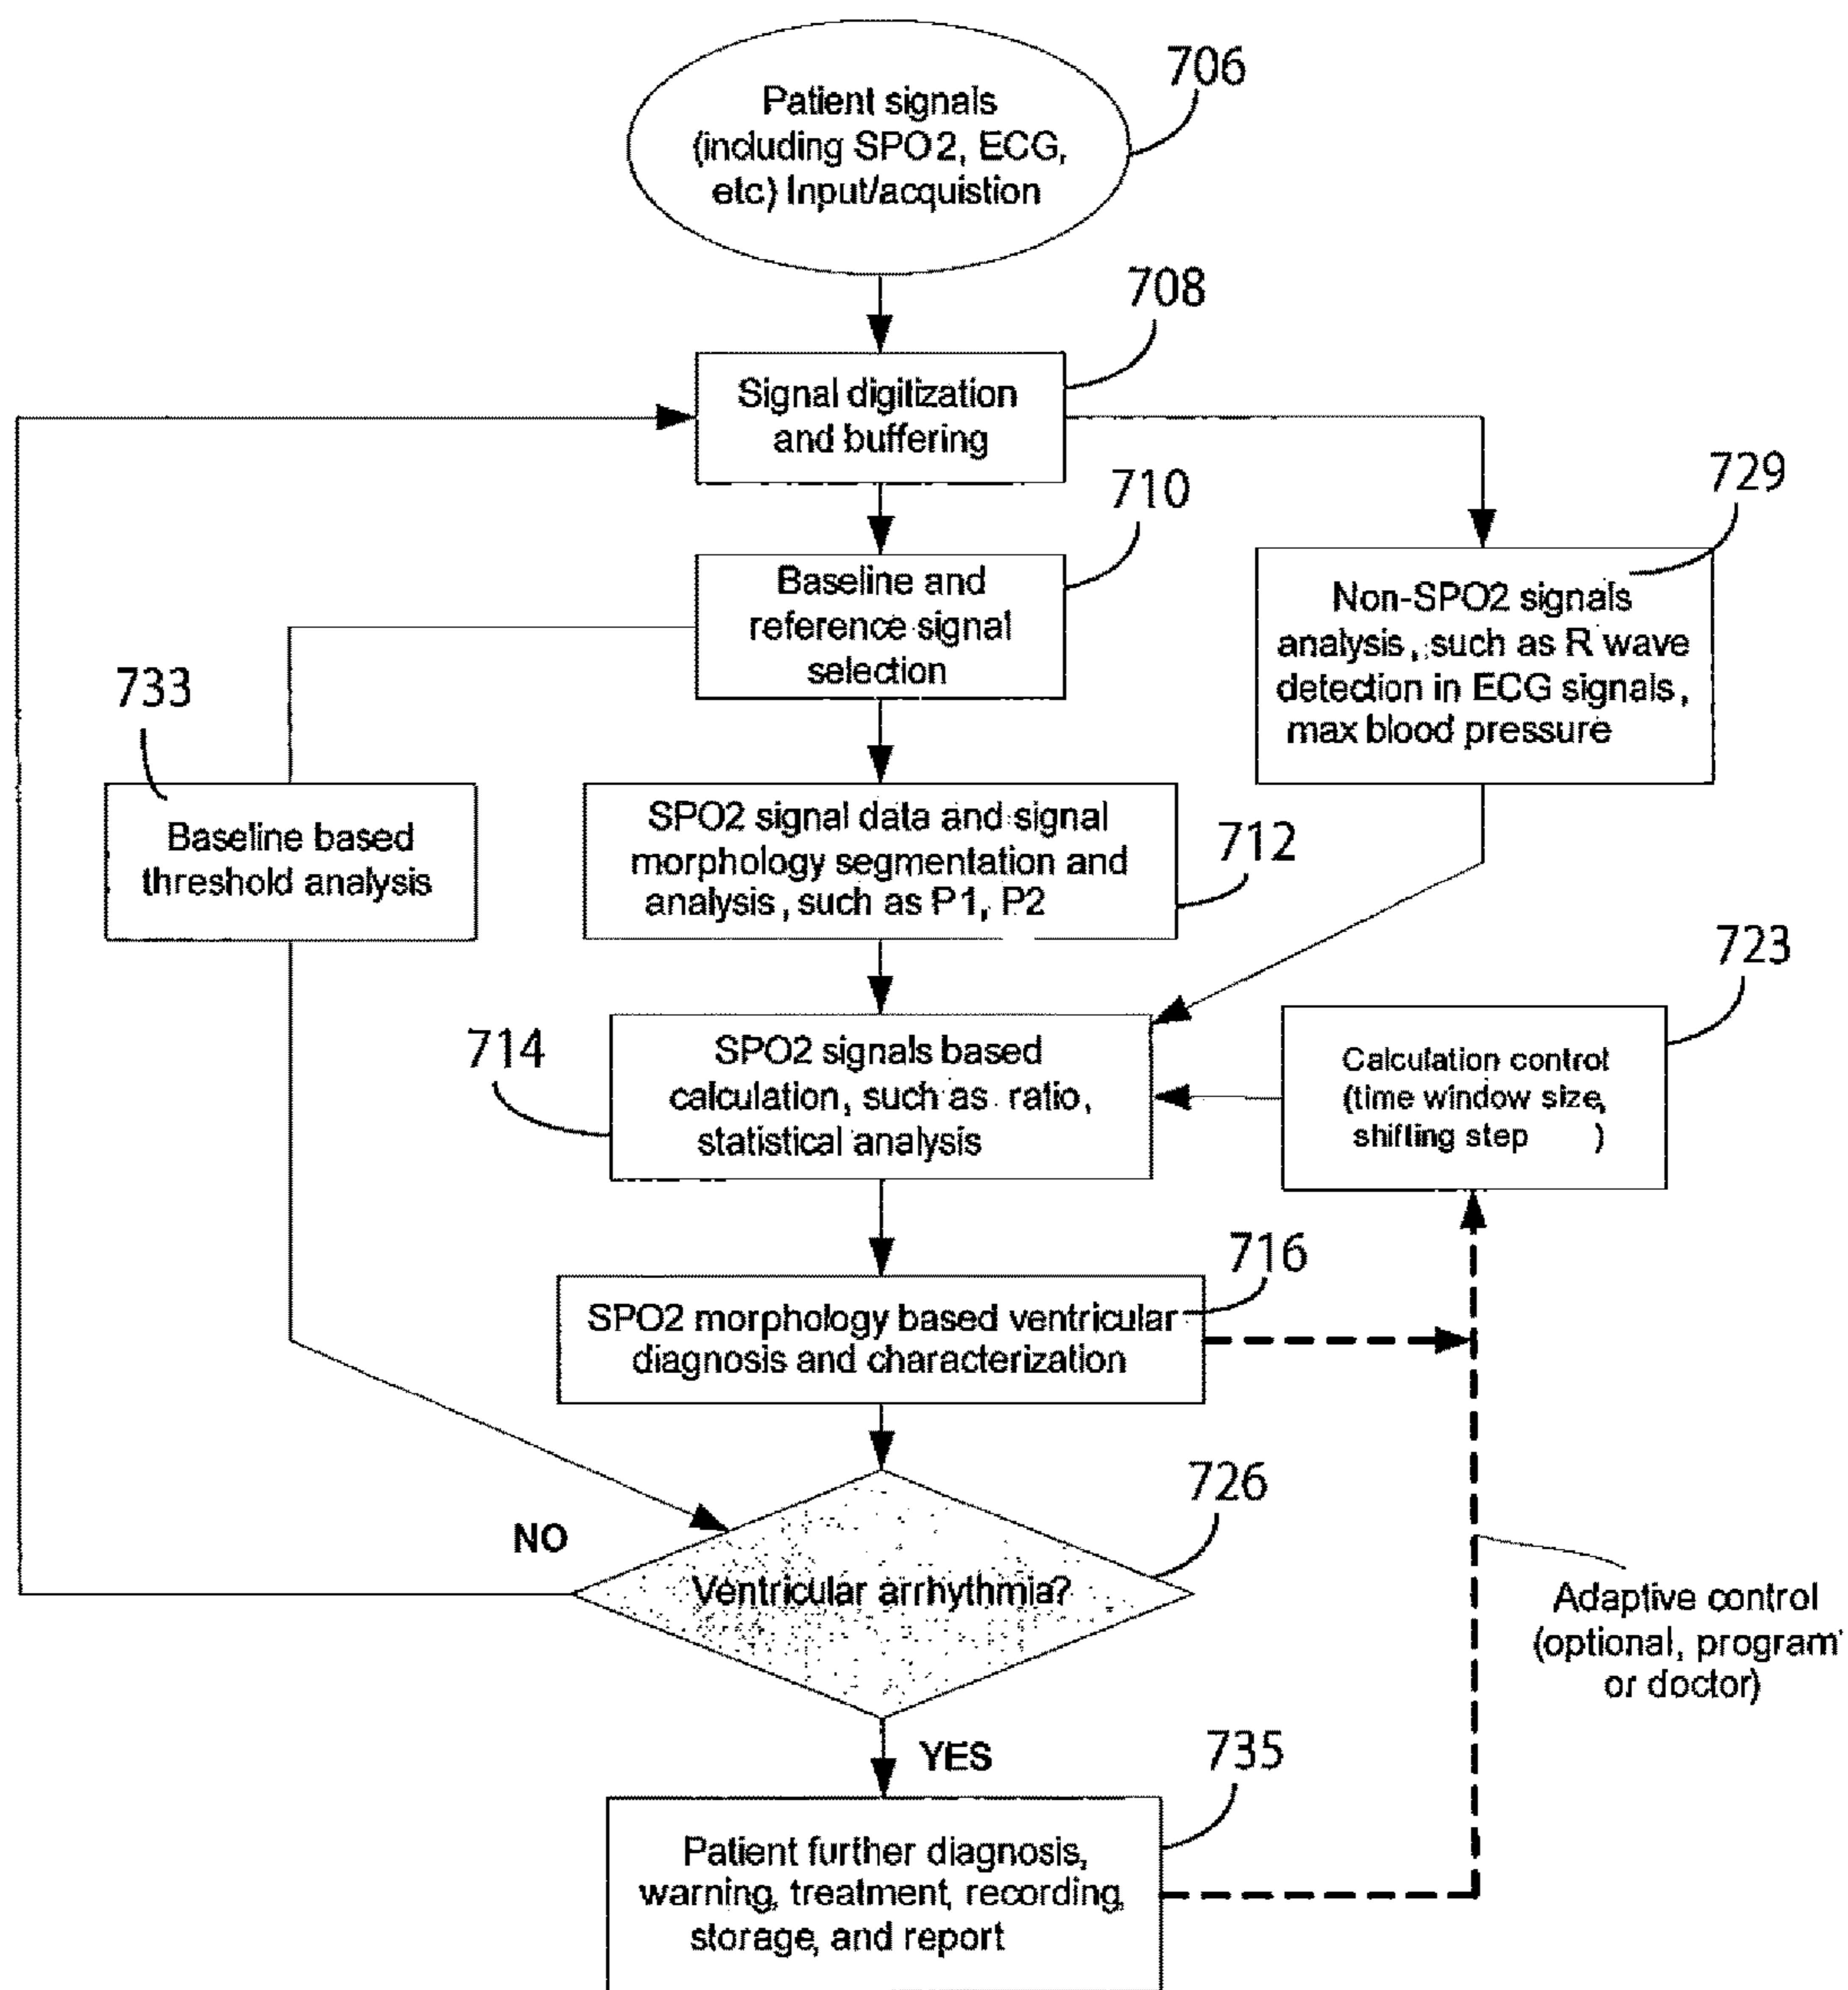 706
Patient signals
(including SPO2, ECG,
etc) Input/acquistion
708
Signal digitization
and buffering
710
Baseline and
reference signal
selection
729
Non-SPO2 signals
analysis, such as R wave
detection in ECG signals,
max blood pressure
733
Baseline based
threshold analysis
SPO2 signal data and signal
morphology segmentation and
analysis, such as P1, P2
712
714
SPO2 signals based
calculation, such as ratio,
statistical analysis
723
Calculation control
(time window size,
shifting step )
716
SPO2 morphology based ventricular
diagnosis and characterization
726
NO
Ventricular arrhythmia?
Adaptive control
(optional, program
or doctor)
YES
735
Patient further diagnosis,
warning, treatment, recording,
storage, and report